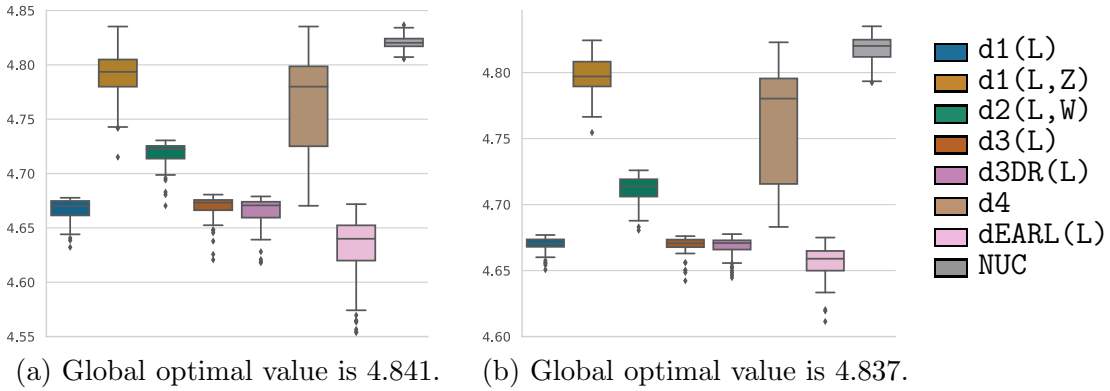 4.85
4.80
4.75
4.70
4.65
4.60
4.55
(a) Global optimal value is 4.841.
4.80
4.75
4.70
4.65
4.60
(b) Global optimal value is 4.837.
d1(L)
d1(L,Z)
d2(L,W)
d3(L)
d3DR(L)
d4
dEARL(L)
NUC